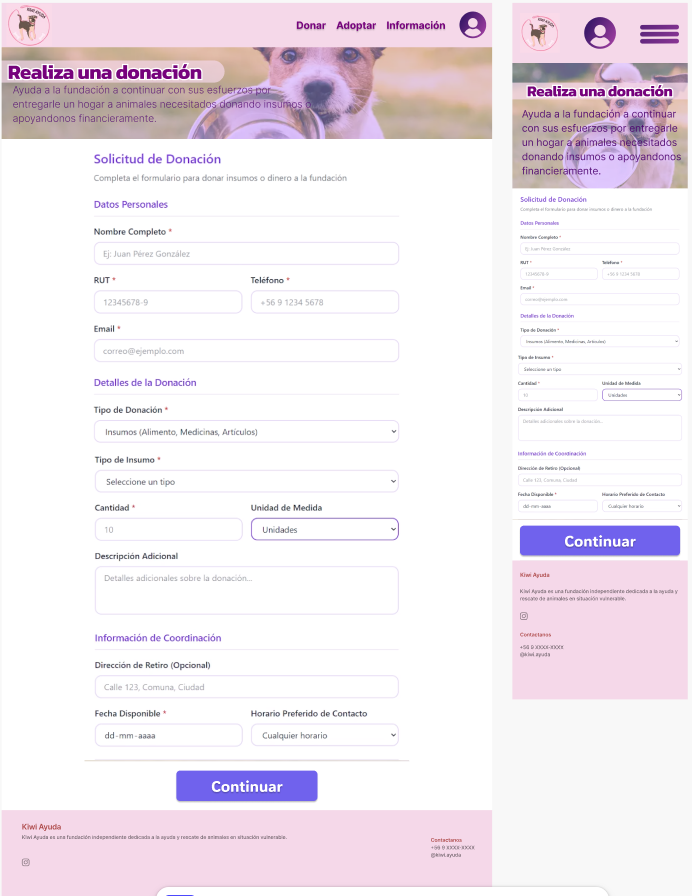 KIWI AYUDA
Donar Adoptar Información
Realiza una donación
Ayuda a la fundación a continuar con sus esfuerzos por
entregarle un hogar a animales necesitados donando insumos o
apoyandonos financieramente.
Solicitud de Donación
Completa el formulario para donar insumos o dinero a la fundación
Datos Personales
Nombre Completo *
Ej: Juan Pérez González
RUT * Teléfono *
12345678-9 +56 9 1234 5678
Email *
correo@ejemplo.com
Detalles de la Donación
Tipo de Donación *
Insumos (Alimento, Medicinas, Artículos)
Tipo de Insumo *
Seleccione un tipo
Cantidad * Unidad de Medida
10 Unidades
Descripción Adicional
Detalles adicionales sobre la donación...
Información de Coordinación
Dirección de Retiro (Opcional)
Calle 123, Comuna, Ciudad
Fecha Disponible * Horario Preferido de Contacto
dd-mm-aaaa Cualquier horario
Continuar
Kiwi Ayuda
Kiwi Ayuda es una fundación independiente dedicada a la ayuda y rescate de animales en situación vulnerable.
Contactanos
+56 9 XXXX-XXXX
@kiwi.ayuda
KIWI AYUDA
Realiza una donación
Ayuda a la fundación a continuar
con sus esfuerzos por entregarle
un hogar a animales necesitados
donando insumos o apoyandonos
financieramente.
Solicitud de Donación
Completa el formulario para donar insumos o dinero a la fundación
Datos Personales
Nombre Completo *
Ej: Juan Pérez González
RUT * Teléfono *
12345678-9 +56 9 1234 5678
Email *
correo@ejemplo.com
Detalles de la Donación
Tipo de Donación *
Insumos (Alimento, Medicinas, Artículos)
Tipo de Insumo *
Seleccione un tipo
Cantidad * Unidad de Medida
10 Unidades
Descripción Adicional
Detalles adicionales sobre la donación...
Información de Coordinación
Dirección de Retiro (Opcional)
Calle 123, Comuna, Ciudad
Fecha Disponible * Horario Preferido de Contacto
dd-mm-aaaa Cualquier horario
Continuar
Kiwi Ayuda
Kiwi Ayuda es una fundación independiente dedicada a la ayuda y
rescate de animales en situación vulnerable.
Contactanos
+56 9 XXXX-XXXX
@kiwi.ayuda